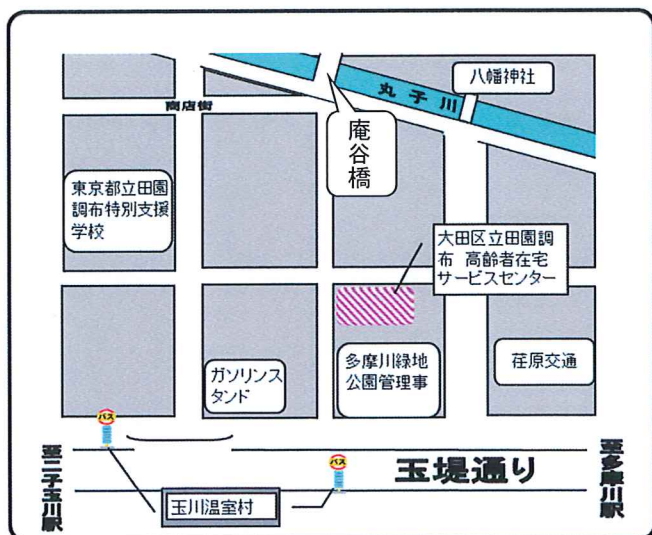 八幡神社
丸子川
商店街
庵谷橋
東京都立田園
調布特別支援
学校
大田区立田園調
布 高齢者在宅
サービスセンター
ガソリンス
タンド
多摩川緑地
公園管理事
荏原交通
バス
バス
至二子玉川駅
玉堤通り
至多摩川駅
玉川温室村